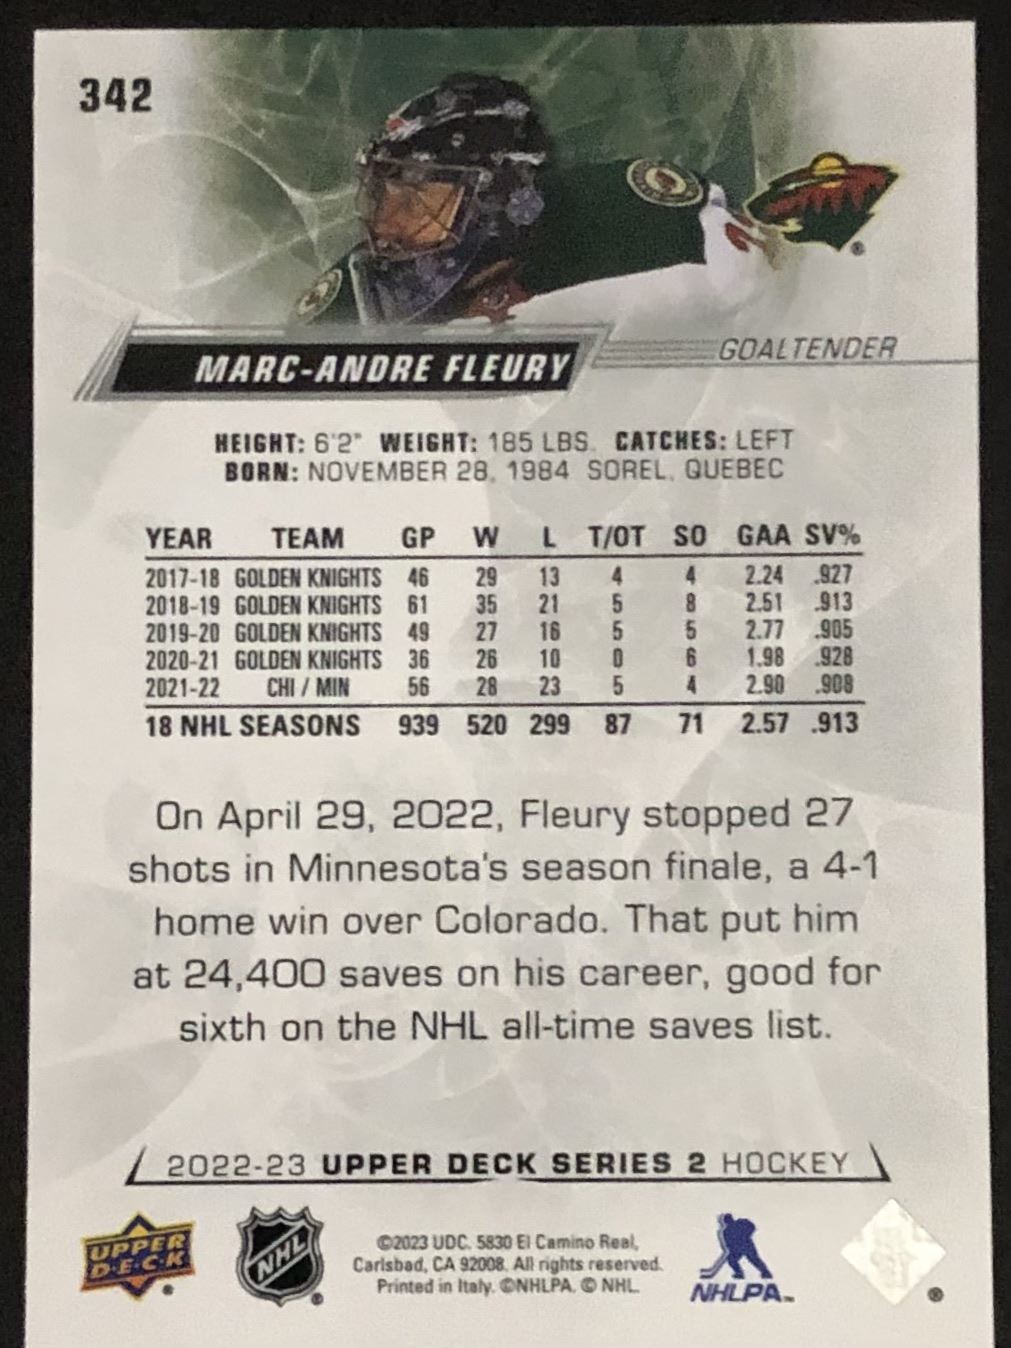 342
MARC-ANDRE FLEURY
GOALTENDER
HEIGHT: 6'2" WEIGHT: 185 LBS. CATCHES: LEFT
BORN: NOVEMBER 28, 1984 SOREL, QUEBEC
YEAR TEAM GP W L T/OT SO GAA SV%
2017-18 GOLDEN KNIGHTS 46 29 13 4 4 2.24 .927
2018-19 GOLDEN KNIGHTS 61 35 21 5 8 2.51 .913
2019-20 GOLDEN KNIGHTS 49 27 16 5 5 2.77 .905
2020-21 GOLDEN KNIGHTS 36 26 10 0 6 1.98 .928
2021-22 CHI / MIN 56 28 23 5 4 2.90 .908
18 NHL SEASONS 939 520 299 87 71 2.57 .913
On April 29, 2022, Fleury stopped 27
shots in Minnesota's season finale, a 4-1
home win over Colorado. That put him
at 24,400 saves on his career, good for
sixth on the NHL all-time saves list.
2022-23 UPPER DECK SERIES 2 HOCKEY
UPPER
D·E·C·K
®
NHL
®
©2023 UDC. 5830 El Camino Real,
Carlsbad, CA 92008. All rights reserved.
Printed in Italy. ©NHLPA. © NHL.
NHLPA™
®